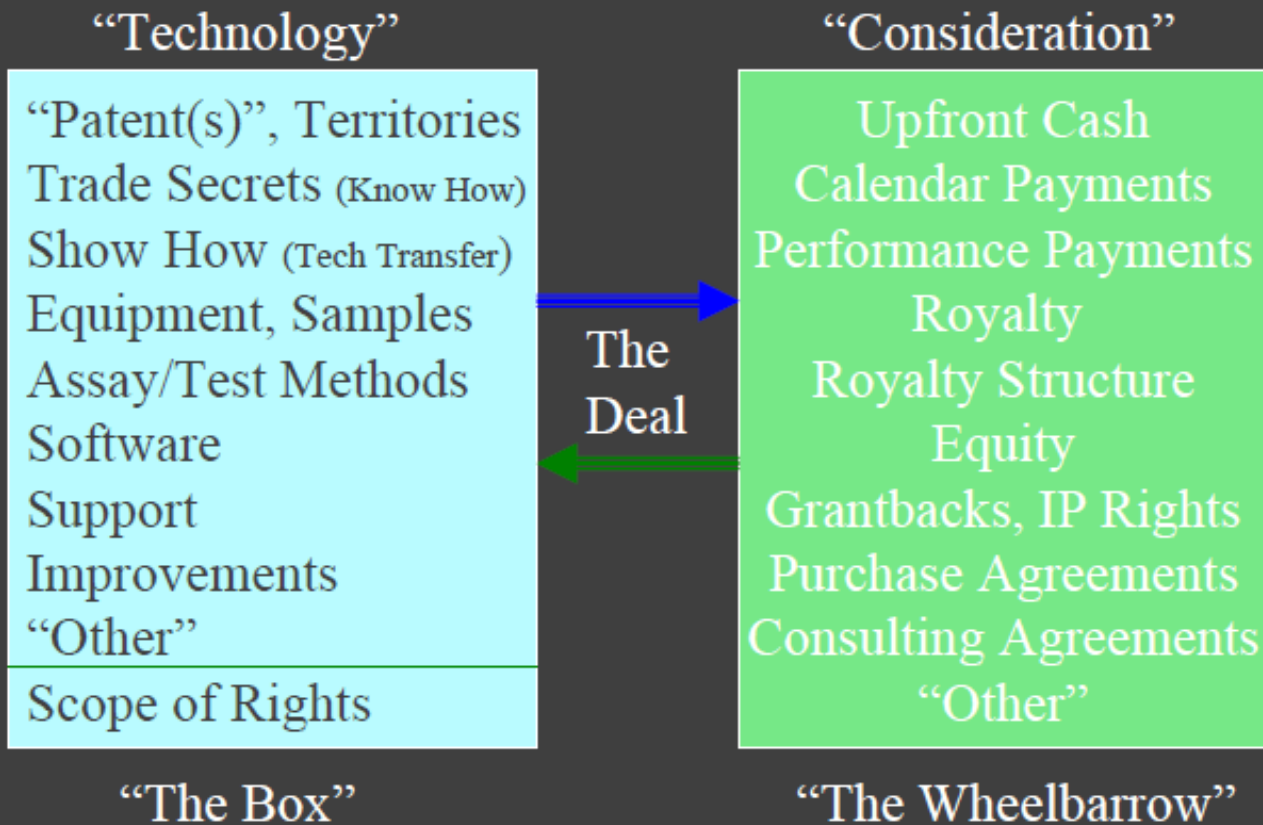 “Technology”
“Patent(s)”, Territories
Trade Secrets (Know How)
Show How (Tech Transfer)
Equipment, Samples
Assay/Test Methods
Software
Support
Improvements
“Other”
Scope of Rights
“The Box”
The
Deal
“Consideration”
Upfront Cash
Calendar Payments
Performance Payments
Royalty
Royalty Structure
Equity
Grantbacks, IP Rights
Purchase Agreements
Consulting Agreements
“Other”
“The Wheelbarrow”